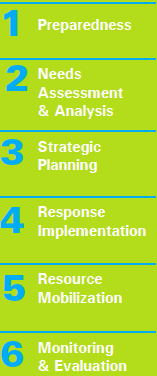 1 Preparedness
2 Needs
Assessment
& Analysis
3 Strategic
Planning
4 Response
Implementation
5 Resource
Mobilization
6 Monitoring
& Evaluation